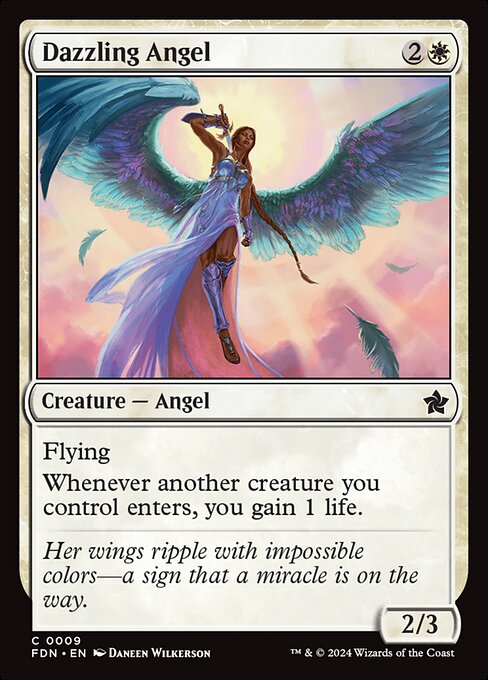 Dazzling Angel 2
Creature — Angel
Flying
Whenever another creature you
control enters, you gain 1 life.
Her wings ripple with impossible
colors—a sign that a miracle is on the
way.
2/3
C 0009
FDN • EN Daneen Wilkerson
™ & © 2024 Wizards of the Coast